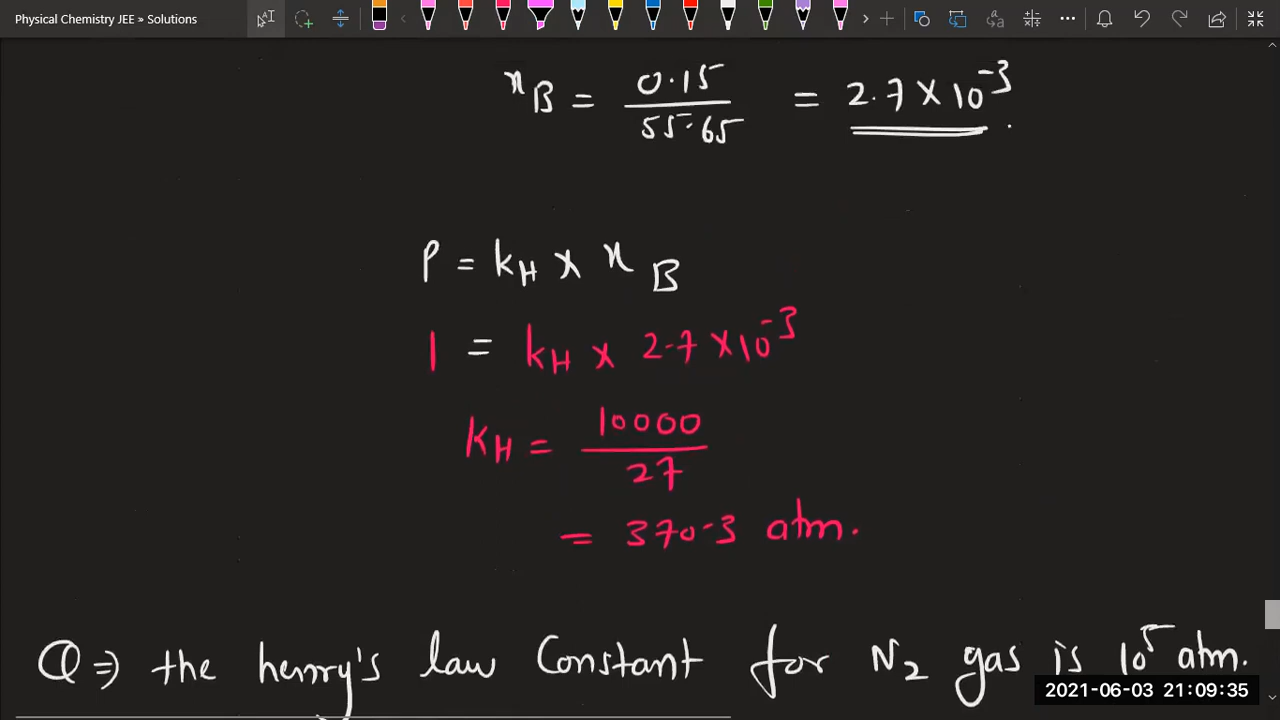 Physical Chemistry JEE » Solutions
xB = 0.15 / 55.65 = 2.7 × 10⁻³
P = kH × xB
1 = kH × 2.7 × 10⁻³
kH = 10000 / 27
= 370.3 atm.
Q ⇒ the henry's law Constant for N₂ gas is 10⁵ atm.
2021-06-03 21:09:35